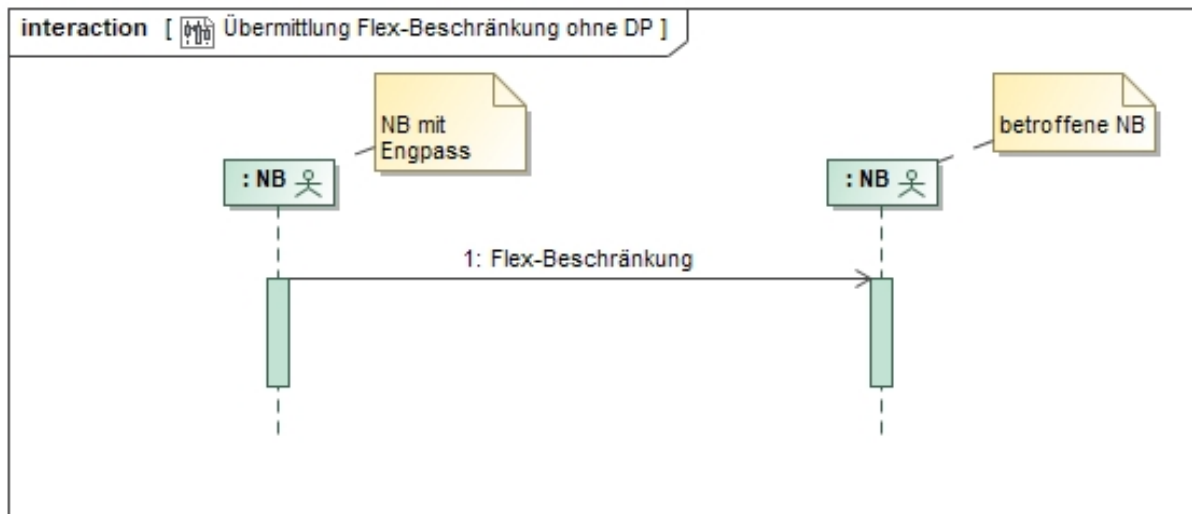 interaction [ Übermittlung Flex-Beschränkung ohne DP ]
NB mit
Engpass
betroffene NB
: NB
: NB
1: Flex-Beschränkung